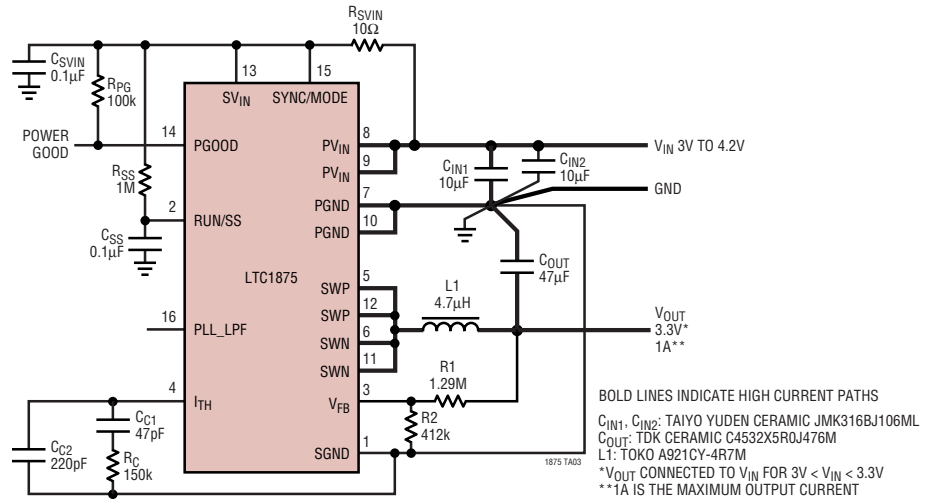 RSVIN
10Ω
CSVIN
0.1µF
RPG
100k
13
15
SVIN
SYNC/MODE
POWER
GOOD
14
PGOOD
8
PVIN
9
PVIN
VIN 3V TO 4.2V
CIN1
10µF
CIN2
10µF
RSS
1M
7
PGND
10
PGND
GND
2
RUN/SS
CSS
0.1µF
LTC1875
COUT
47µF
5
SWP
12
SWP
6
SWN
11
SWN
L1
4.7µH
VOUT
3.3V*
1A**
16
PLL_LPF
R1
1.29M
4
ITH
3
VFB
R2
412k
CC1
47pF
CC2
220pF
RC
150k
1
SGND
1875 TA03
BOLD LINES INDICATE HIGH CURRENT PATHS
CIN1, CIN2: TAIYO YUDEN CERAMIC JMK316BJ106ML
COUT: TDK CERAMIC C4532X5R0J476M
L1: TOKO A921CY-4R7M
*VOUT CONNECTED TO VIN FOR 3V < VIN < 3.3V
**1A IS THE MAXIMUM OUTPUT CURRENT